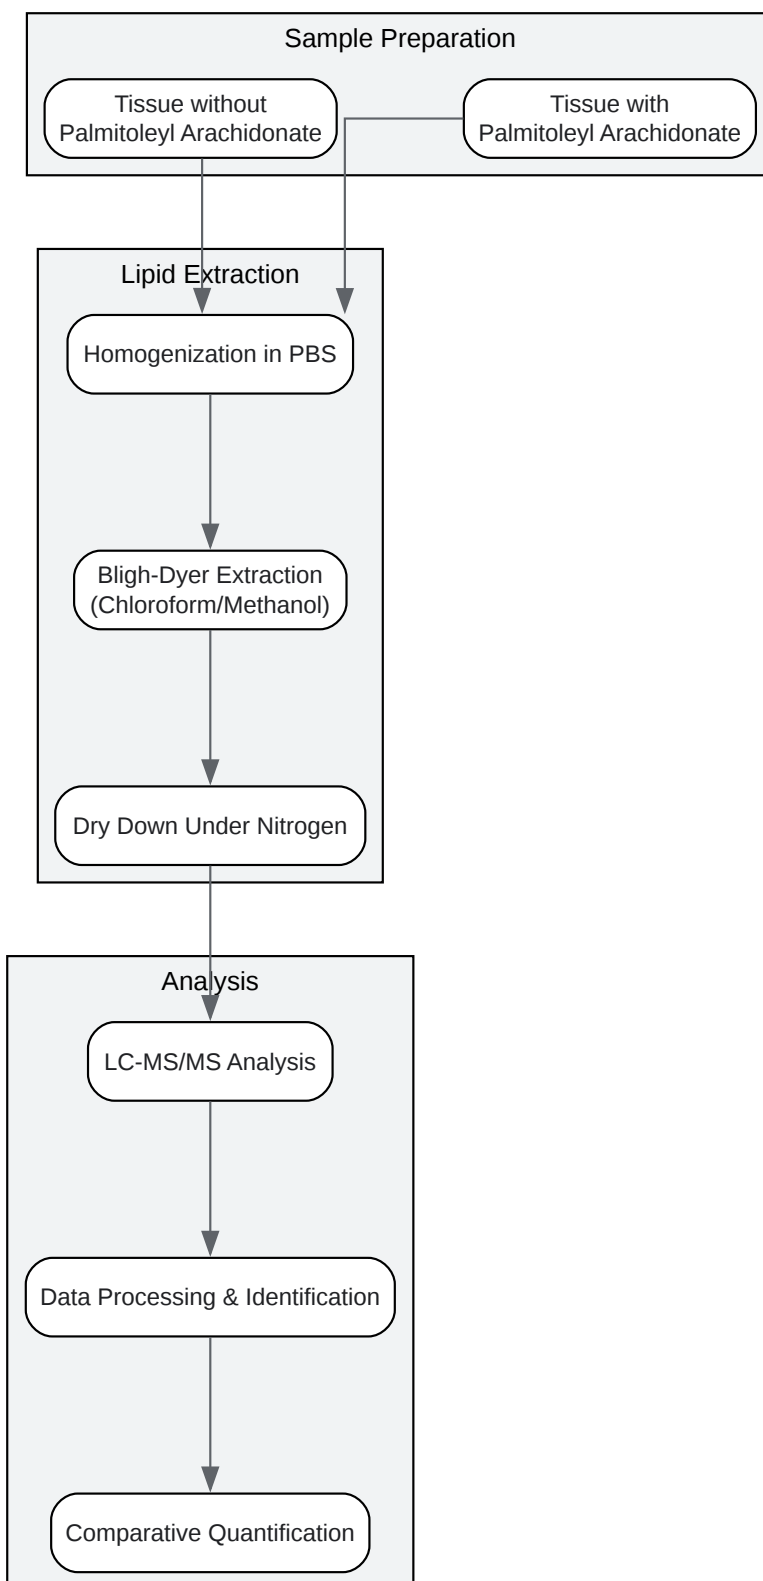 Sample Preparation
Tissue without
Palmitoleyl Arachidonate
Tissue with
Palmitoleyl Arachidonate
Lipid Extraction
Homogenization in PBS
Bligh-Dyer Extraction
(Chloroform/Methanol)
Dry Down Under Nitrogen
Analysis
LC-MS/MS Analysis
Data Processing & Identification
Comparative Quantification